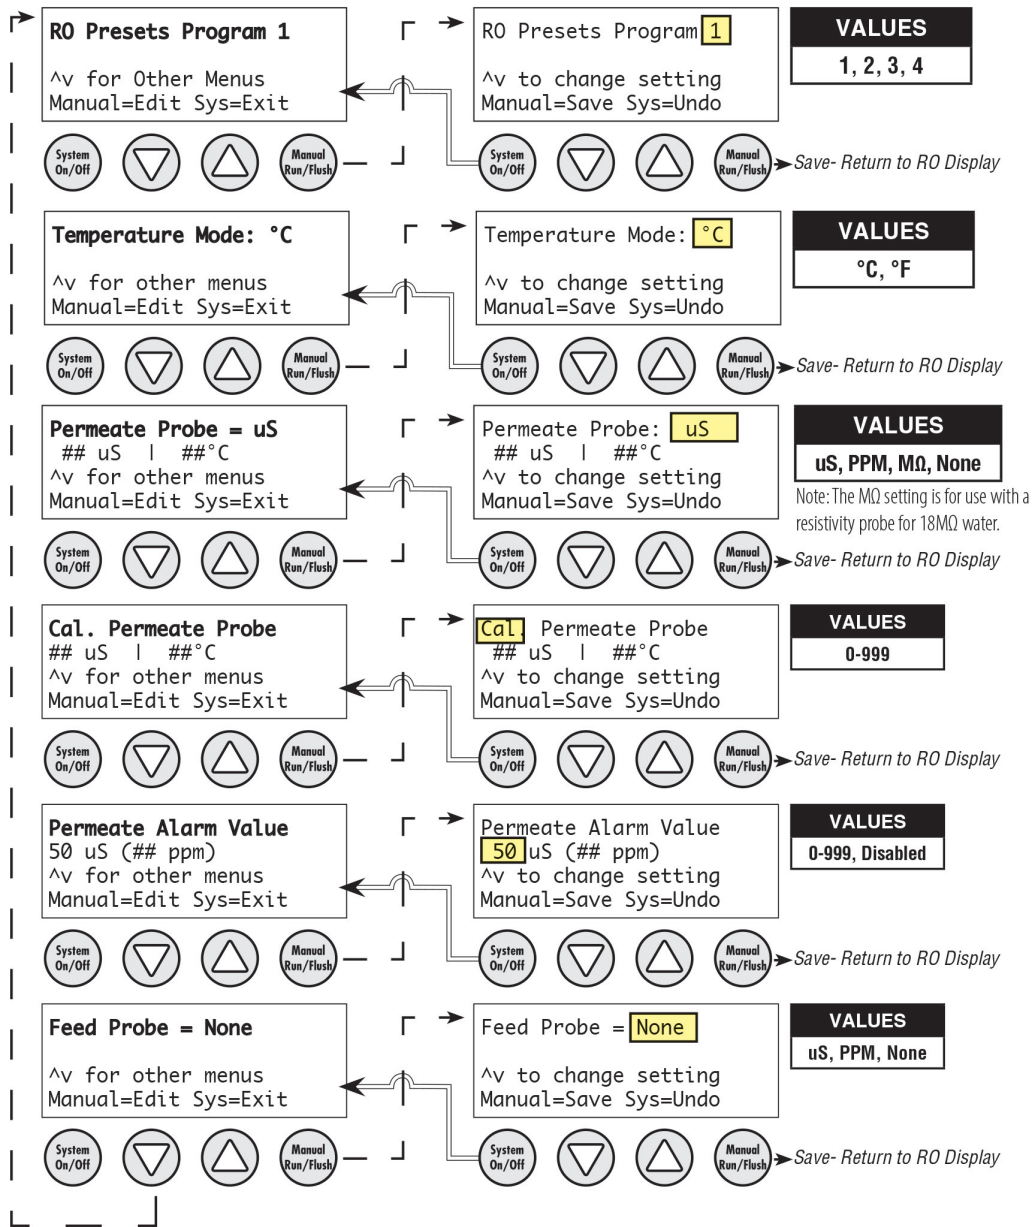 RO Presets Program 1
^v for Other Menus
Manual=Edit Sys=Exit
System On/Off
Manual Run/Flush
RO Presets Program 1
^v to change setting
Manual=Save Sys=Undo
System On/Off
Manual Run/Flush
Save- Return to RO Display
VALUES
1, 2, 3, 4
Temperature Mode: °C
^v for other menus
Manual=Edit Sys=Exit
System On/Off
Manual Run/Flush
Temperature Mode: °C
^v to change setting
Manual=Save Sys=Undo
System On/Off
Manual Run/Flush
Save- Return to RO Display
VALUES
°C, °F
Permeate Probe = uS
## uS | ##°C
^v for other menus
Manual=Edit Sys=Exit
System On/Off
Manual Run/Flush
Permeate Probe: uS
## uS | ##°C
^v to change setting
Manual=Save Sys=Undo
System On/Off
Manual Run/Flush
Save- Return to RO Display
VALUES
uS, PPM, MΩ, None
Note: The MΩ setting is for use with a
resistivity probe for 18MΩ water.
Cal. Permeate Probe
## uS | ##°C
^v for other menus
Manual=Edit Sys=Exit
System On/Off
Manual Run/Flush
Cal. Permeate Probe
## uS | ##°C
^v to change setting
Manual=Save Sys=Undo
System On/Off
Manual Run/Flush
Save- Return to RO Display
VALUES
0-999
Permeate Alarm Value
50 uS (## ppm)
^v for other menus
Manual=Edit Sys=Exit
System On/Off
Manual Run/Flush
Permeate Alarm Value
50 uS (## ppm)
^v to change setting
Manual=Save Sys=Undo
System On/Off
Manual Run/Flush
Save- Return to RO Display
VALUES
0-999, Disabled
Feed Probe = None
^v for other menus
Manual=Edit Sys=Exit
System On/Off
Manual Run/Flush
Feed Probe = None
^v to change setting
Manual=Save Sys=Undo
System On/Off
Manual Run/Flush
Save- Return to RO Display
VALUES
uS, PPM, None